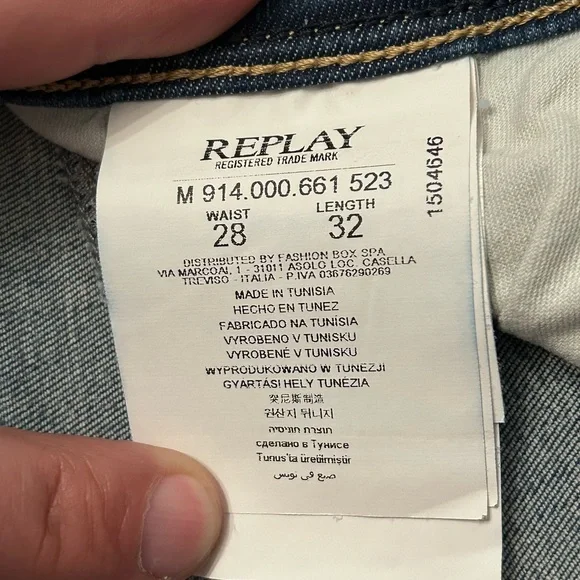 REPLAY
REGISTERED TRADE MARK
M 914.000.661 523
WAIST LENGTH
28 32
1504646
DISTRIBUTED BY FASHION BOX SPA
VIA MARCOAI, 1 - 31011 ASOLO LOC. CASELLA
TREVISO - ITALIA - P.IVA 03676290269
MADE IN TUNISIA
HECHO EN TUNEZ
FABRICADO NA TUNÍSIA
VYROBENO V TUNISKU
VYROBENÉ V TUNISKU
WYPRODUKOWANO W TUNEZJI
GYARTÁSI HELY TUNÉZIA
突尼斯制造
원산지 튀니지
תוצרת תוניסיה
сделано в Тунисе
Tunus'ta üretilmiştir
صنع في تونس